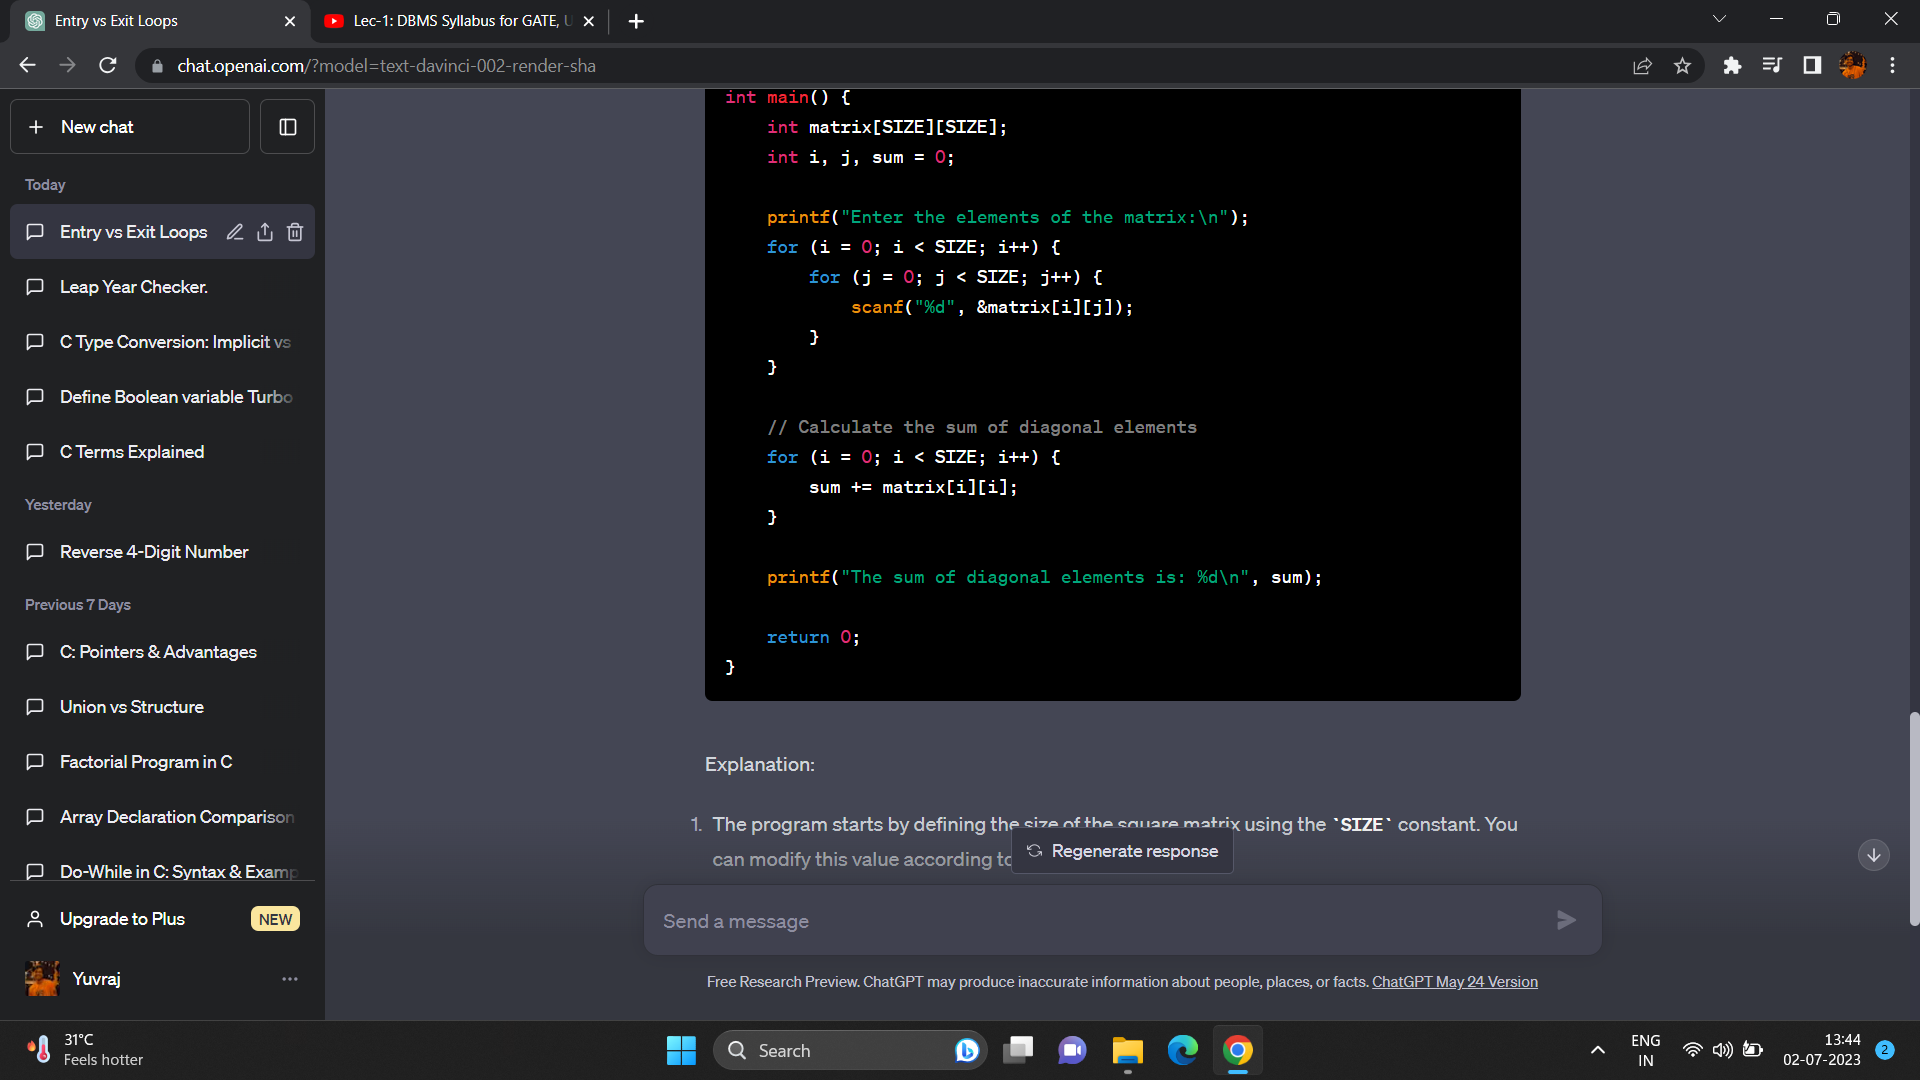 Entry vs Exit Loops
Lec-1: DBMS Syllabus for GATE, U
chat.openai.com/?model=text-davinci-002-render-sha
New chat
Today
Entry vs Exit Loops
Leap Year Checker.
C Type Conversion: Implicit vs
Define Boolean variable Turbo
C Terms Explained
Yesterday
Reverse 4-Digit Number
Previous 7 Days
C: Pointers & Advantages
Union vs Structure
Factorial Program in C
Array Declaration Comparison
Do-While in C: Syntax & Examp
Upgrade to Plus
NEW
Yuvraj
int main() {
int matrix[SIZE][SIZE];
int i, j, sum = 0;
printf("Enter the elements of the matrix:\n");
for (i = 0; i < SIZE; i++) {
for (j = 0; j < SIZE; j++) {
scanf("%d", &matrix[i][j]);
}
}
// Calculate the sum of diagonal elements
for (i = 0; i < SIZE; i++) {
sum += matrix[i][i];
}
printf("The sum of diagonal elements is: %d\n", sum);
return 0;
}
Explanation:
1. The program starts by defining the size of the square matrix using the `SIZE` constant. You
can modify this value according to
Regenerate response
Send a message
Free Research Preview. ChatGPT may produce inaccurate information about people, places, or facts. ChatGPT May 24 Version
31°C
Feels hotter
Search
ENG
IN
13:44
02-07-2023
2